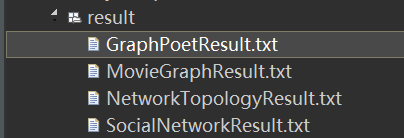 result
GraphPoetResult.txt
MovieGraphResult.txt
NetworkTopologyResult.txt
SocialNetworkResult.txt